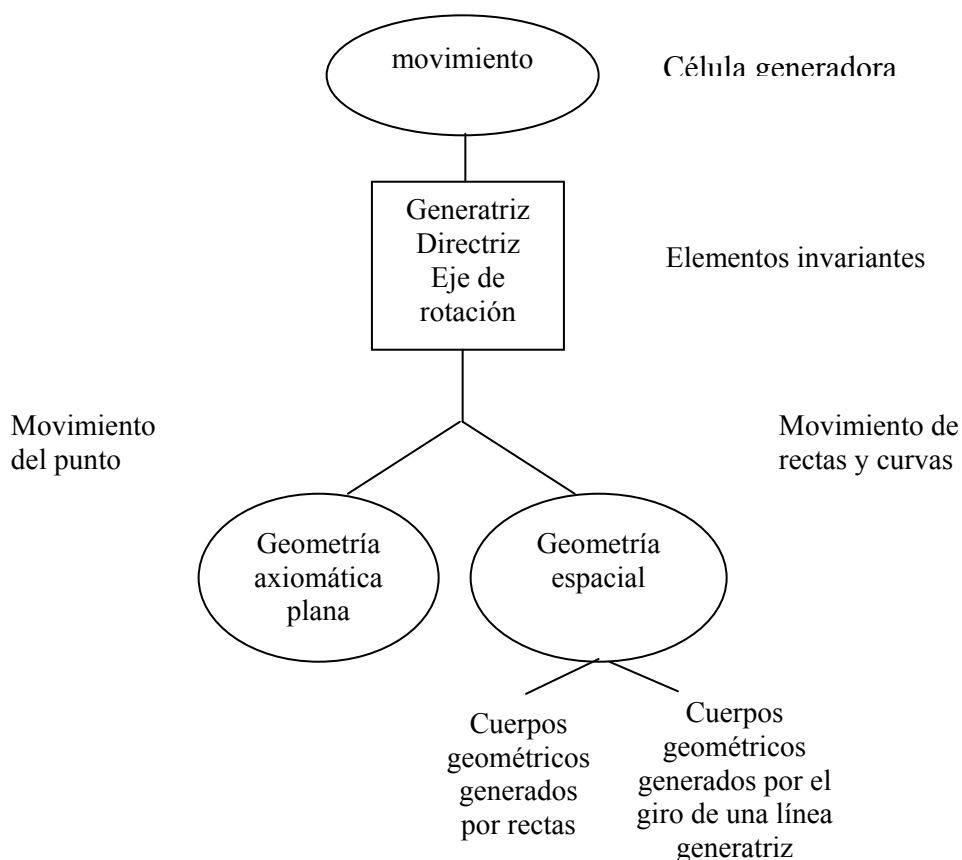 movimiento
Célula generadora
Generatriz
Directriz
Eje de
rotación
Elementos invariantes
Movimiento
del punto
Movimiento de
rectas y curvas
Geometría
axiomática
plana
Geometría
espacial
Cuerpos
geométricos
generados
por rectas
Cuerpos
geométricos
generados por el
giro de una línea
generatriz